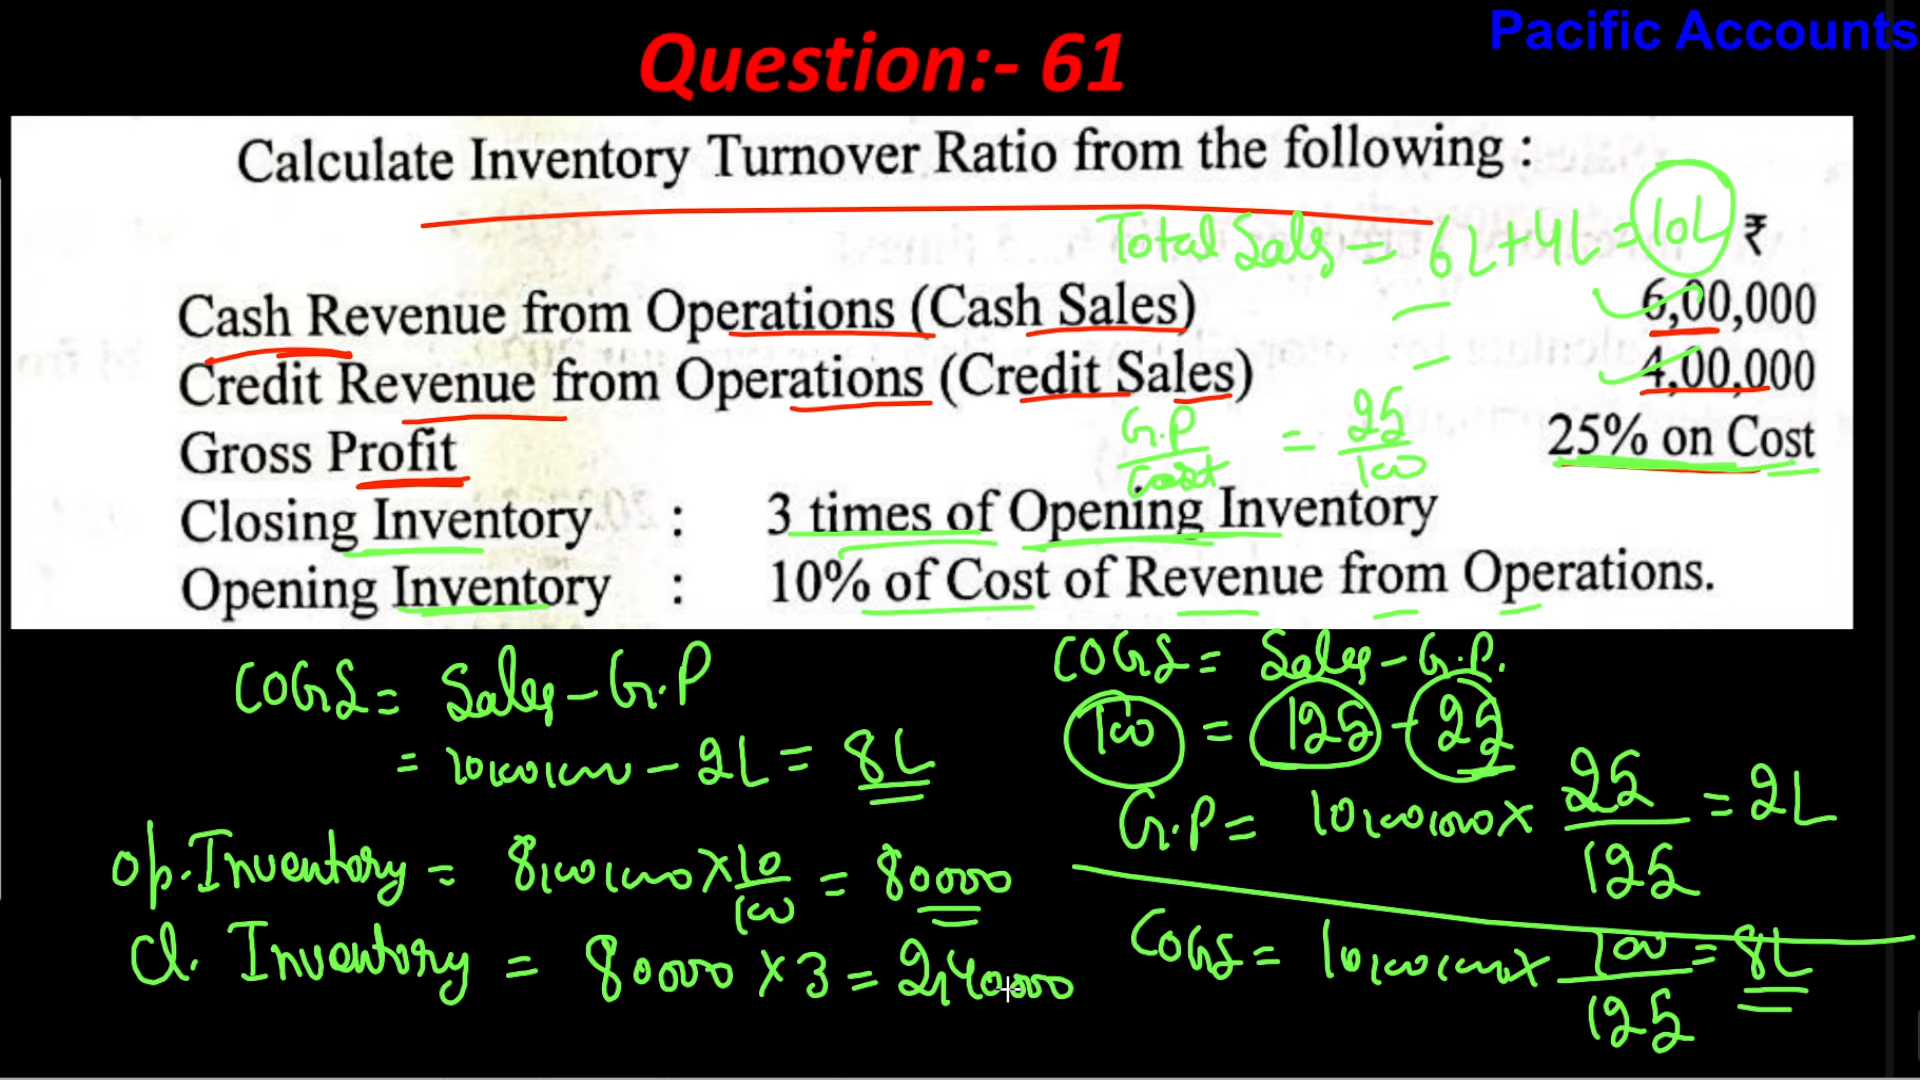 Pacific Accounts
Question:- 61
Calculate Inventory Turnover Ratio from the following :
Total Sales = 6L+4L = 10L ₹
Cash Revenue from Operations (Cash Sales) 6,00,000
Credit Revenue from Operations (Credit Sales) 4,00,000
Gross Profit 25% on Cost
G.P/Cost = 25/100
Closing Inventory : 3 times of Opening Inventory
Opening Inventory : 10% of Cost of Revenue from Operations.
COGS = Sales - G.P
= 10,00,000 - 2L = 8L
Op. Inventory = 8,00,000 × 10/100 = 80000
Cl. Inventory = 80000 × 3 = 2,40,000
COGS = Sales - G.P.
100 = 125 - 25
G.P = 10,00,000 × 25/125 = 2L
COGS = 10,00,000 × 100/125 = 8L